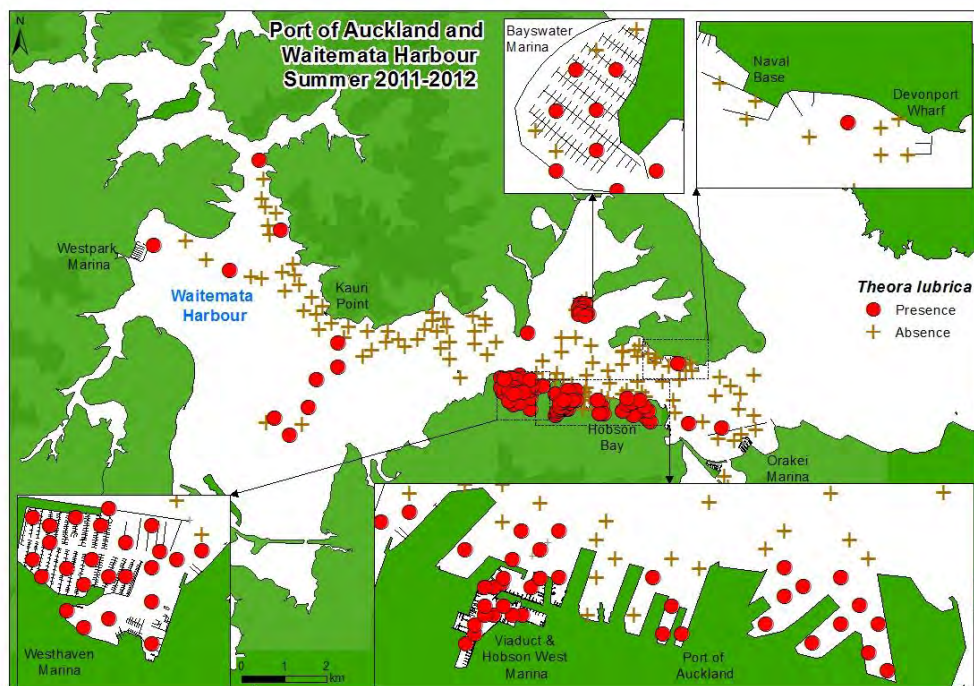 N
Port of Auckland and
Waitemata Harbour
Summer 2011-2012
Bayswater
Marina
Naval
Base
Devonport
Wharf
Westpark
Marina
Waitemata
Harbour
Kauri
Point
Theora lubrica
Presence
Absence
Hobson
Bay
Orakei
Marina
Westhaven
Marina
0 1 2
km
Viaduct &
Hobson West
Marina
Port of
Auckland